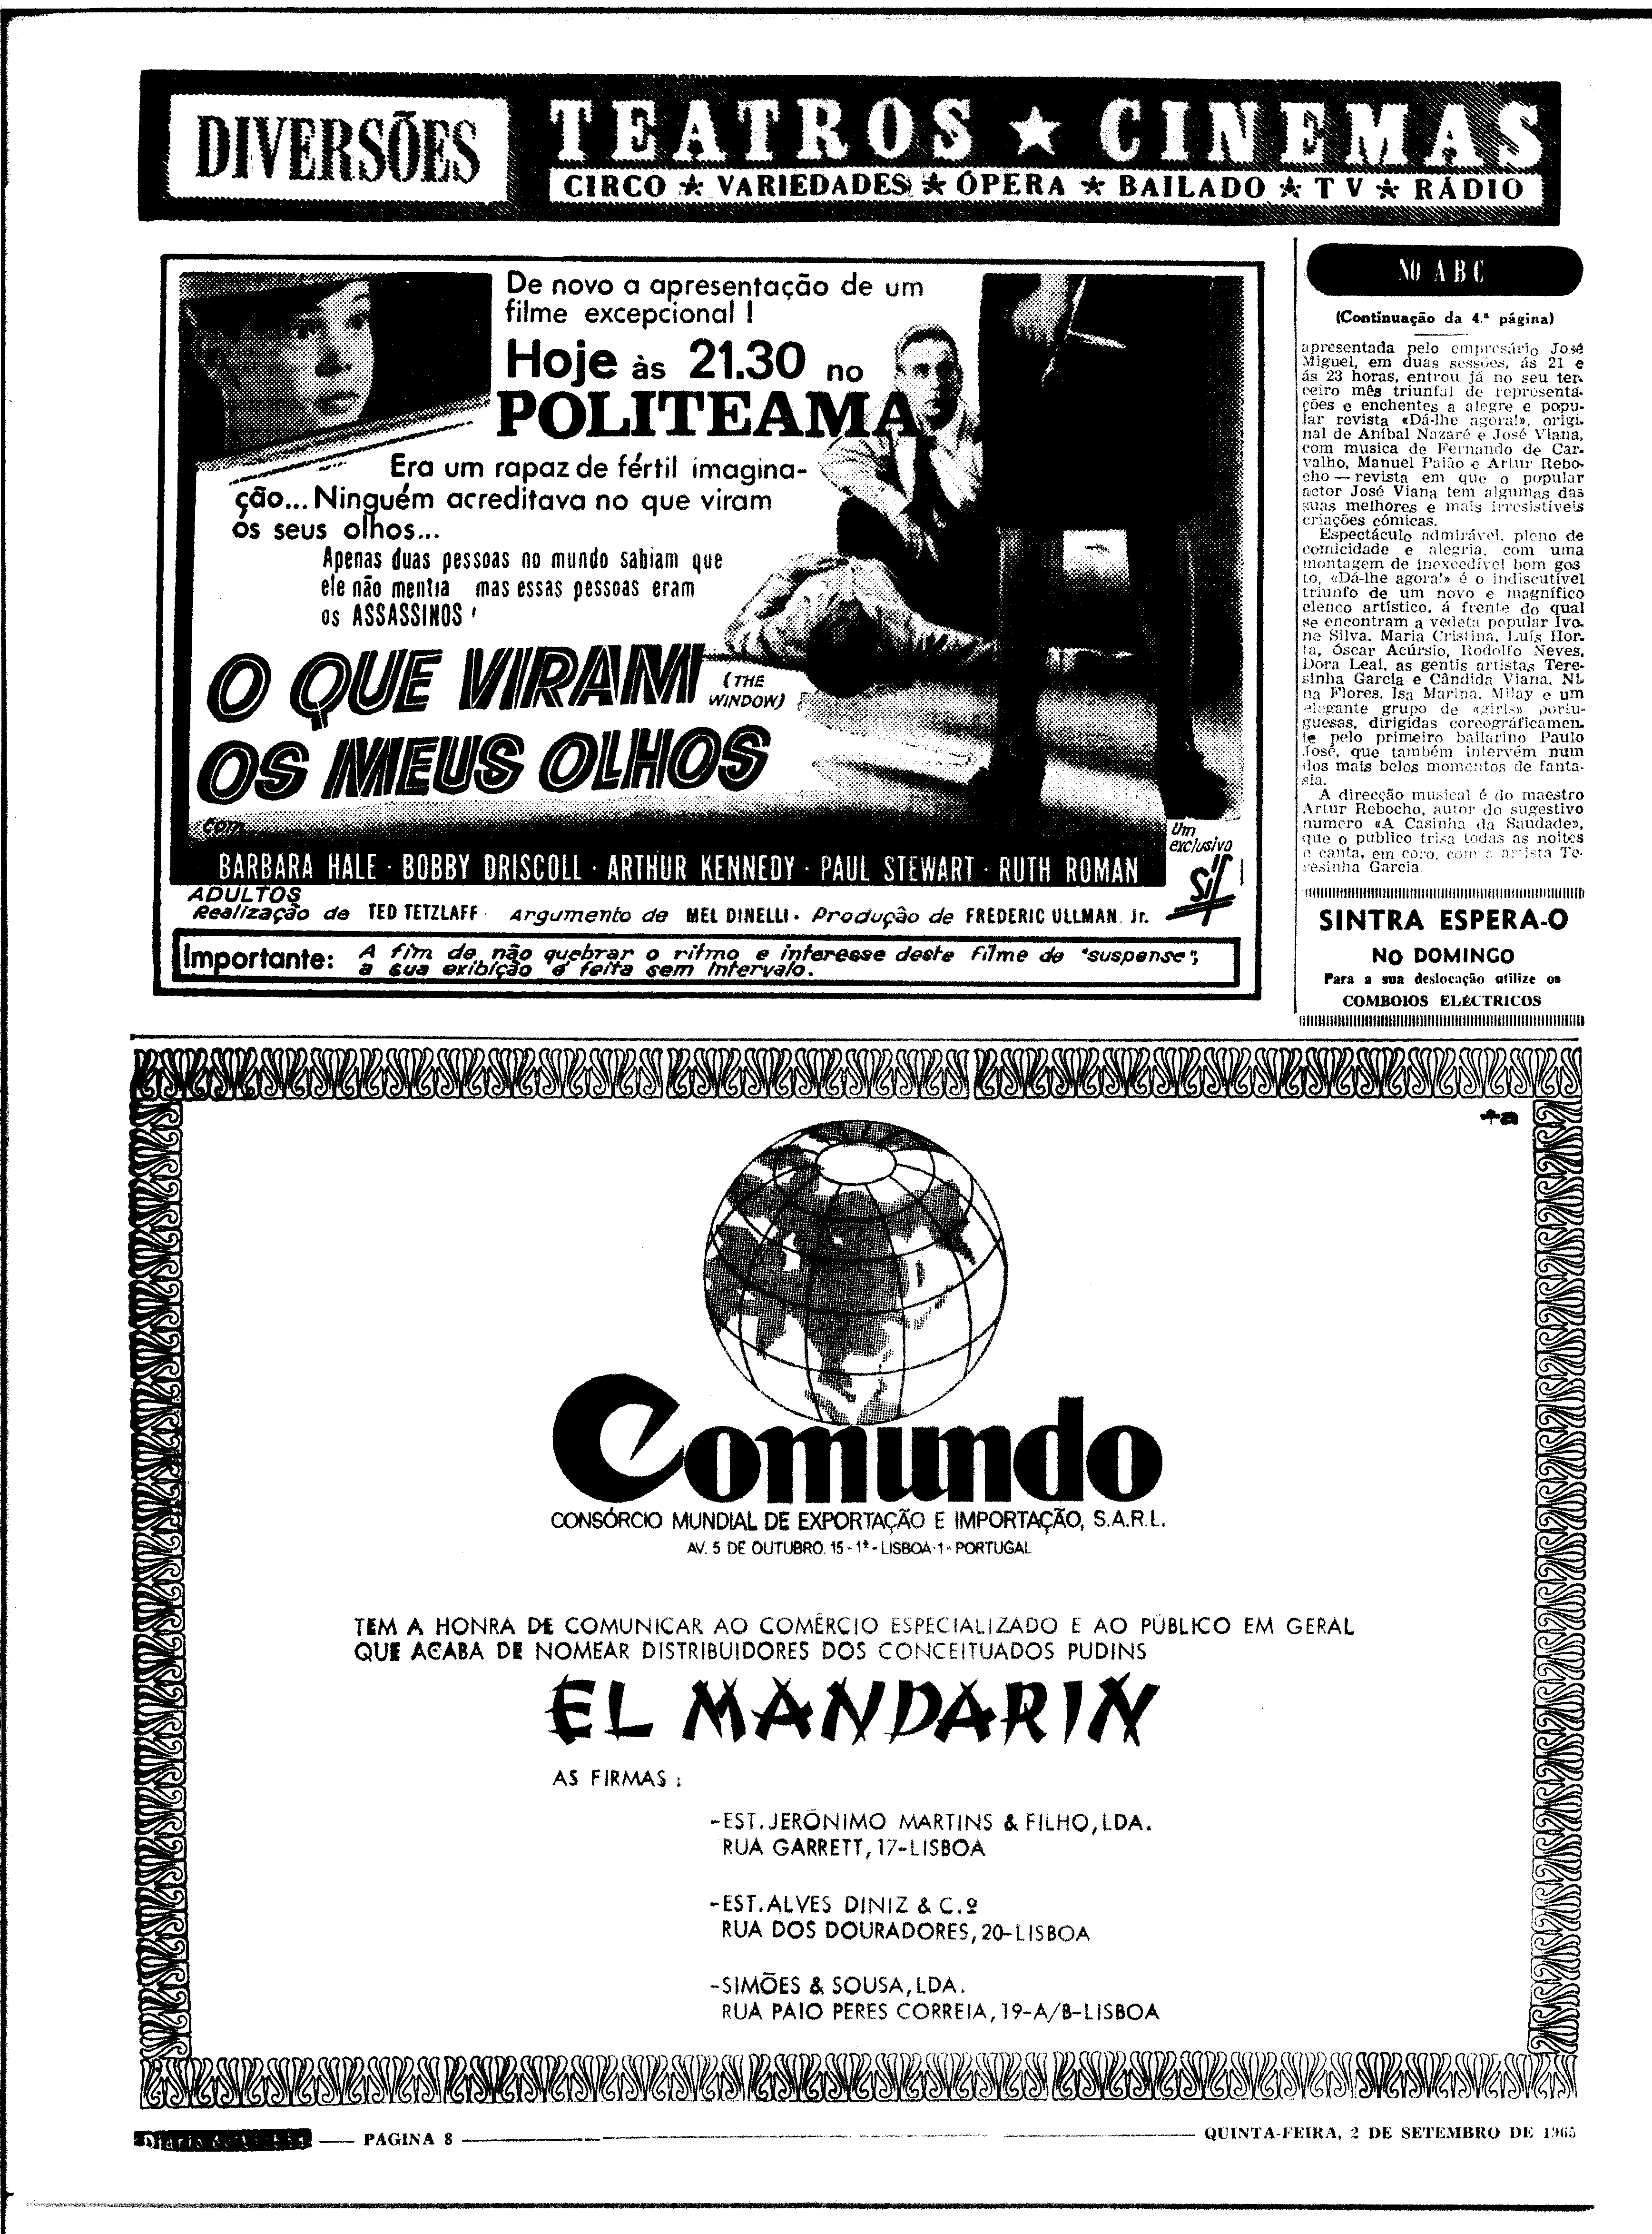 DIVERSÕES
TEATROS ★ CINEMAS
CIRCO ★ VARIEDADES ★ ÓPERA ★ BAILADO ★ TV ★ RÁDIO
De novo a apresentação de um
filme excepcional !
Hoje às 21.30 no
POLITEAMA
Era um rapaz de fértil imagina-
ção... Ninguém acreditava no que viram
os seus olhos...
Apenas duas pessoas no mundo sabiam que
ele não mentia mas essas pessoas eram
os ASSASSINOS !
O QUE VIRAM
(THE
WINDOW)
OS MEUS OLHOS
com
BARBARA HALE · BOBBY DRISCOLL · ARTHUR KENNEDY · PAUL STEWART · RUTH ROMAN
Um
exclusivo
Sif
ADULTOS
Realização de TED TETZLAFF · Argumento de MEL DINELLI · Produção de FREDERIC ULLMAN, Jr.
Importante: A fim de não quebrar o ritmo e interesse deste filme de "suspense",
a sua exibição é feita sem intervalo.
NO ABC
(Continuação da 4.ª página)
apresentada pelo empresário José
Miguel, em duas sessões, ás 21 e
ás 23 horas, entrou já no seu ter-
ceiro mês triunfal de representa-
ções e enchentes a alegre e popu-
lar revista «Dá-lhe agora!», origi-
nal de Aníbal Nazaré e José Viana,
com musica de Fernando de Car-
valho, Manuel Paião e Artur Rebo-
cho — revista em que o popular
actor José Viana tem algumas das
suas melhores e mais irresistíveis
criações cómicas.
Espectáculo admirável, pleno de
comicidade e alegria, com uma
montagem de inexcedível bom gos
to, «Dá-lhe agora!» é o indiscutível
triunfo de um novo e magnífico
elenco artístico, á frente do qual
se encontram a vedeta popular Ivo-
ne Silva, Maria Cristina, Luís Hor-
ta, Óscar Acúrsio, Rodolfo Neves,
Dora Leal, as gentis artistas Tere-
sinha Garcia e Cândida Viana, Ni-
na Flores, Isa Marina, Milay e um
elegante grupo de «girls» portu-
guesas, dirigidas coreográficamen-
te pelo primeiro bailarino Paulo
José, que também intervém num
dos mais belos momentos de fanta-
sia.
A direcção musical é do maestro
Artur Rebocho, autor do sugestivo
numero «A Casinha da Saudade»,
que o publico trisa todas as noites
e canta, em coro, com a artista Te-
resinha Garcia.
SINTRA ESPERA-O
NO DOMINGO
Para a sua deslocação utilize os
COMBOIOS ELÉCTRICOS
Comundo
CONSÓRCIO MUNDIAL DE EXPORTAÇÃO E IMPORTAÇÃO, S.A.R.L.
AV. 5 DE OUTUBRO, 15 - 1º - LISBOA-1 - PORTUGAL
TEM A HONRA DE COMUNICAR AO COMÉRCIO ESPECIALIZADO E AO PÚBLICO EM GERAL
QUE ACABA DE NOMEAR DISTRIBUIDORES DOS CONCEITUADOS PUDINS
EL MANDARIN
AS FIRMAS :
-EST. JERÓNIMO MARTINS & FILHO, LDA.
RUA GARRETT, 17-LISBOA
-EST. ALVES DINIZ & C.º
RUA DOS DOURADORES, 20-LISBOA
-SIMÕES & SOUSA, LDA.
RUA PAIO PERES CORREIA, 19-A/B-LISBOA
Diário de Lisboa — PÁGINA 8 — QUINTA-FEIRA, 2 DE SETEMBRO DE 1965